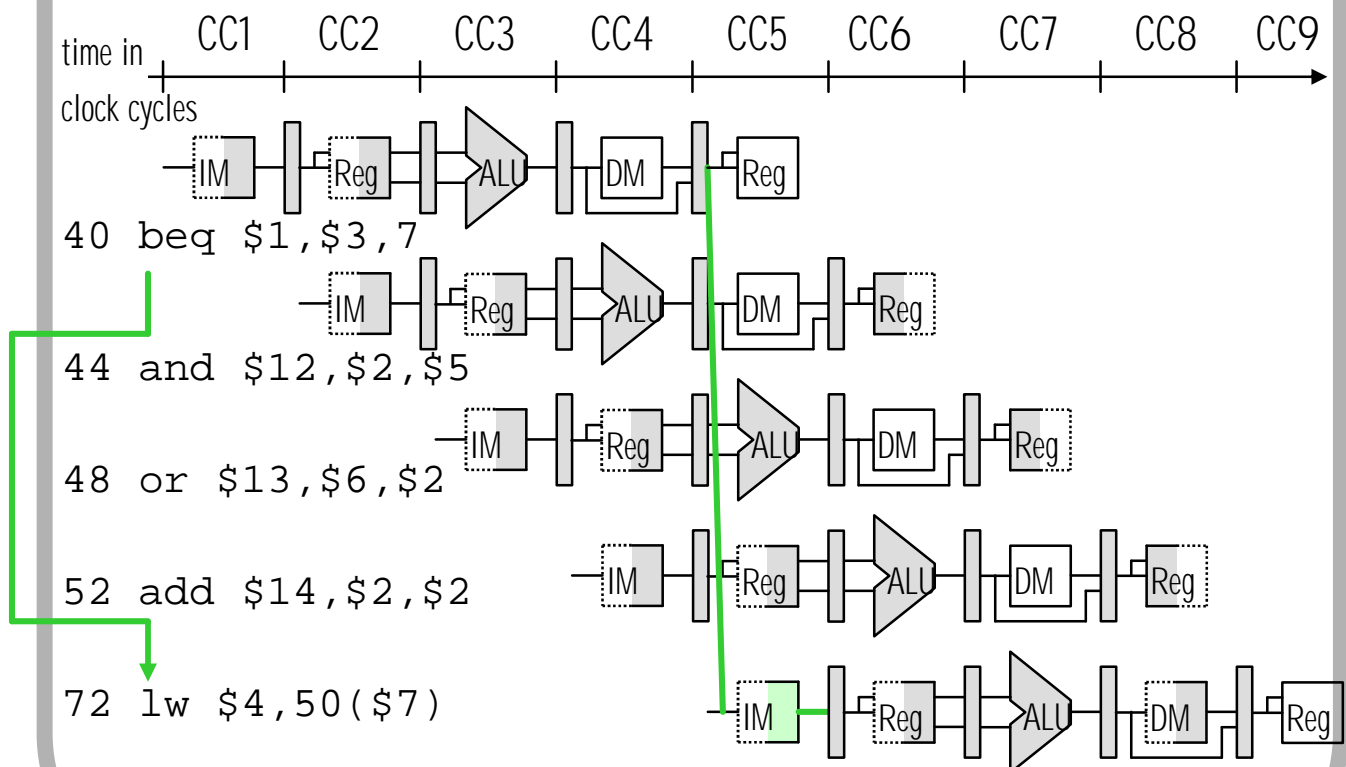 time in CC1 CC2 CC3 CC4 CC5 CC6 CC7 CC8 CC9
clock cycles
IM Reg ALU DM Reg
40 beq $1,$3,7
IM Reg ALU DM Reg
44 and $12,$2,$5
IM Reg ALU DM Reg
48 or $13,$6,$2
IM Reg ALU DM Reg
52 add $14,$2,$2
72 lw $4,50($7) IM Reg ALU DM Reg